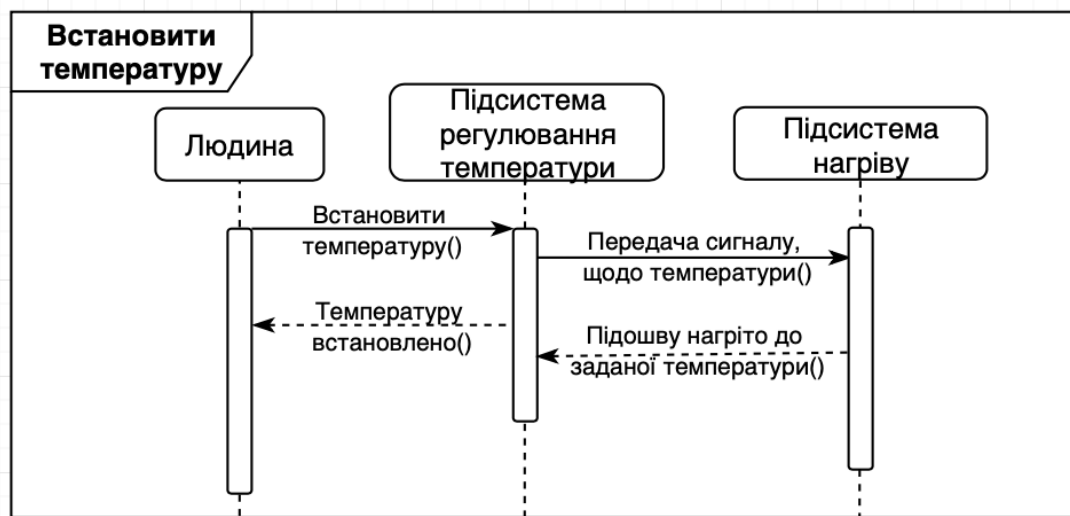 Встановити
температуру
Людина
Підсистема
регулювання
температури
Підсистема
нагріву
Встановити
температуру()
Передача сигналу,
щодо температури()
Температуру
встановлено()
Підошву нагріто до
заданої температури()